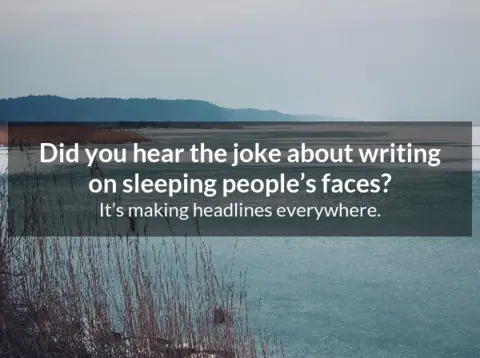 Did you hear the joke about writing
on sleeping people’s faces?
It’s making headlines everywhere.